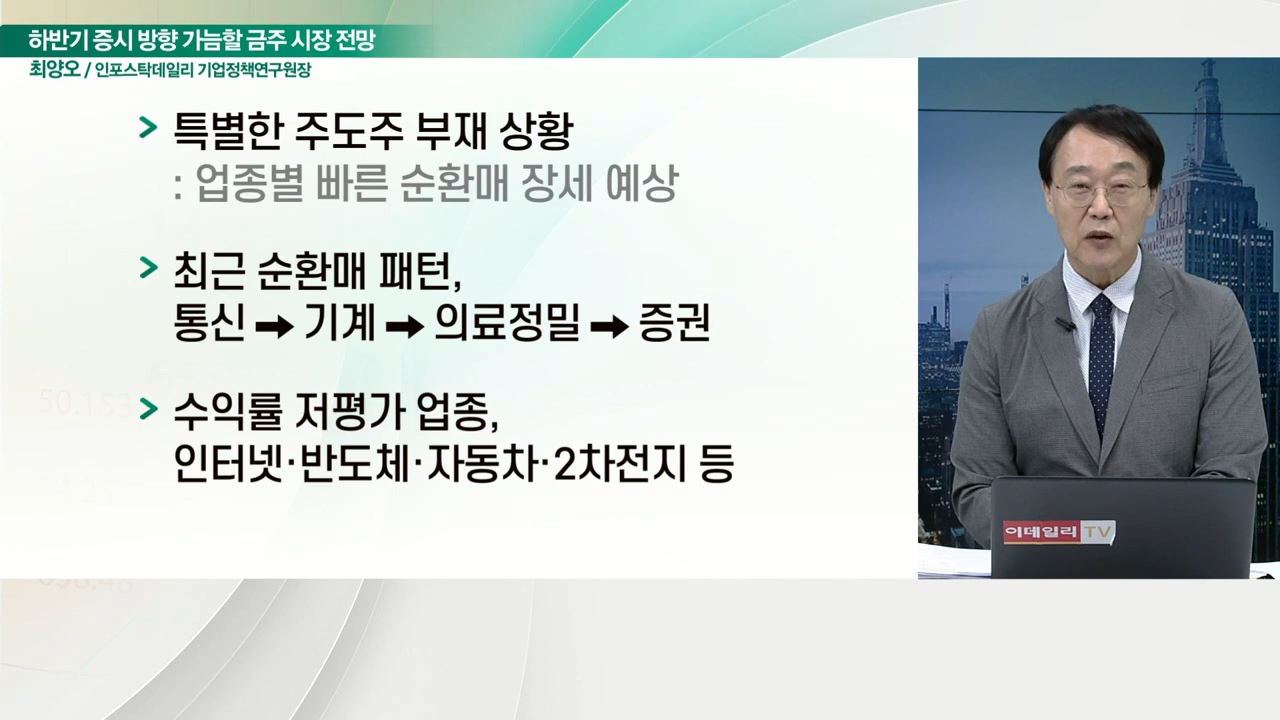 하반기 증시 방향 가늠할 금주 시장 전망
최양오 / 인포스탁데일리 기업정책연구원장
특별한 주도주 부재 상황
: 업종별 빠른 순환매 장세 예상
최근 순환매 패턴,
통신 ➡ 기계 ➡ 의료정밀 ➡ 증권
수익률 저평가 업종,
인터넷·반도체·자동차·2차전지 등
이데일리 TV
50.153